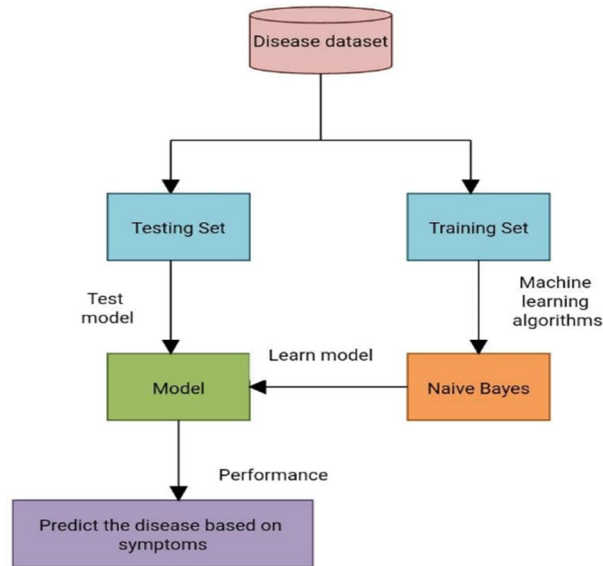 Disease dataset
Testing Set
Training Set
Test
model
Machine
learning
algorithms
Learn model
Model
Naive Bayes
Performance
Predict the disease based on
symptoms